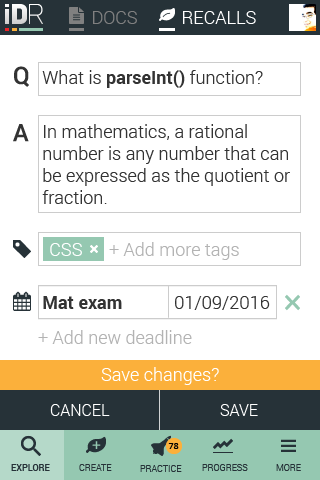 iDR DOCS RECALLS
Q What is parseInt() function?
A In mathematics, a rational
number is any number that can
be expressed as the quotient or
fraction.
CSS × + Add more tags
Mat exam 01/09/2016 ×
+ Add new deadline
Save changes?
CANCEL SAVE
78
EXPLORE CREATE PRACTICE PROGRESS MORE